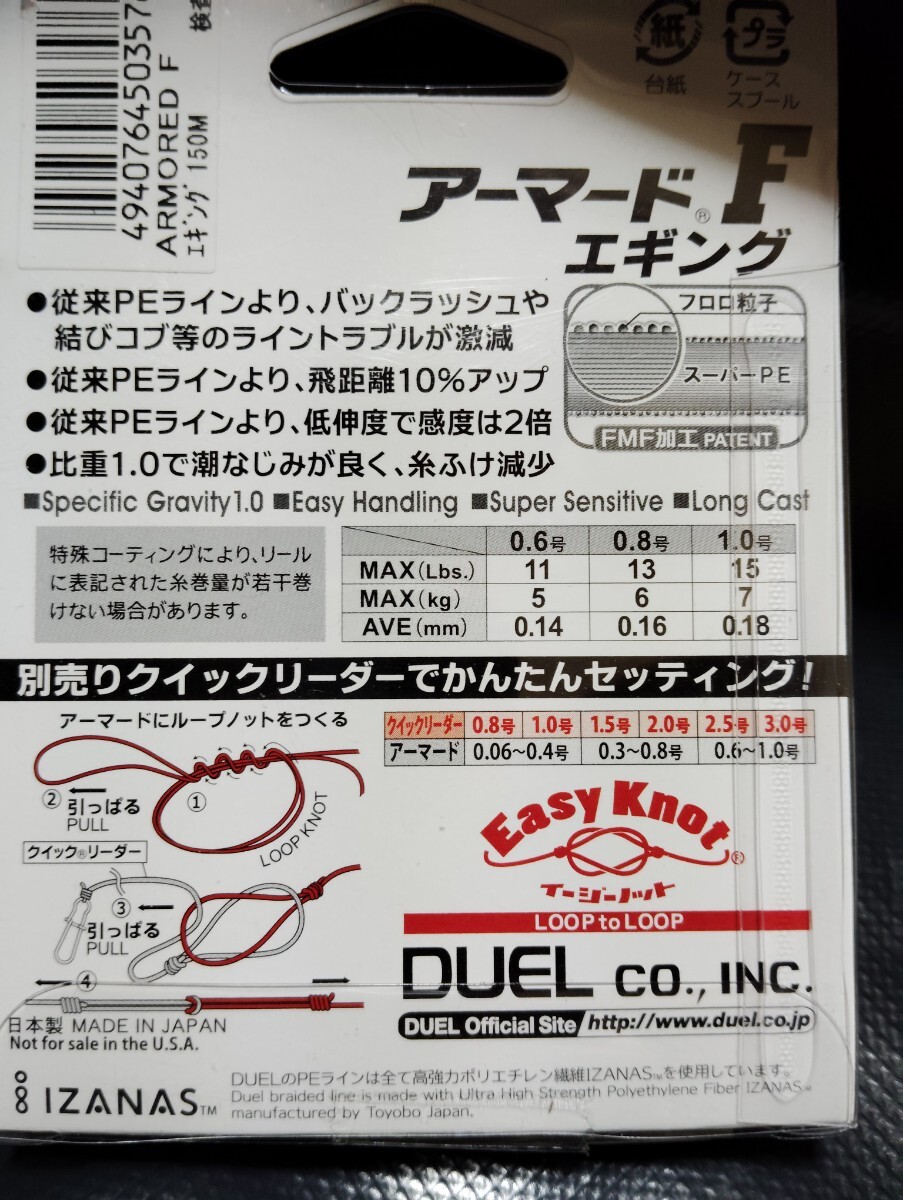 4940764503570
ARMORED F
エギング 150M
検査
紙
台紙
プラ
ケース
スプール
アーマード® F
エギング
●従来PEラインより、バックラッシュや
結びコブ等のライントラブルが激減
●従来PEラインより、飛距離10%アップ
●従来PEラインより、低伸度で感度は2倍
●比重1.0で潮なじみが良く、糸ふけ減少
フロロ粒子
スーパーPE
FMF加工 PATENT
■Specific Gravity1.0 ■Easy Handling ■Super Sensitive ■Long Cast
特殊コーティングにより、リール
に表記された糸巻量が若干巻
けない場合があります。
0.6号 0.8号 1.0号
MAX(Lbs.) 11 13 15
MAX(kg) 5 6 7
AVE(mm) 0.14 0.16 0.18
別売りクイックリーダーでかんたんセッティング!
アーマードにループノットをつくる
② 引っぱる
PULL
①
LOOP KNOT
クイック®リーダー
③
引っぱる
PULL
④
クイックリーダー 0.8号 1.0号 1.5号 2.0号 2.5号 3.0号
アーマード 0.06~0.4号 0.3~0.8号 0.6~1.0号
Easy Knot®
イージーノット
LOOP to LOOP
DUEL CO., INC.
DUEL Official Site http://www.duel.co.jp
日本製 MADE IN JAPAN
Not for sale in the U.S.A.
IZANAS™
DUELのPEラインは全て高強力ポリエチレン繊維IZANAS™を使用しています。
Duel braided line is made with Ultra High Strength Polyethylene Fiber IZANAS™
manufactured by Toyobo Japan.